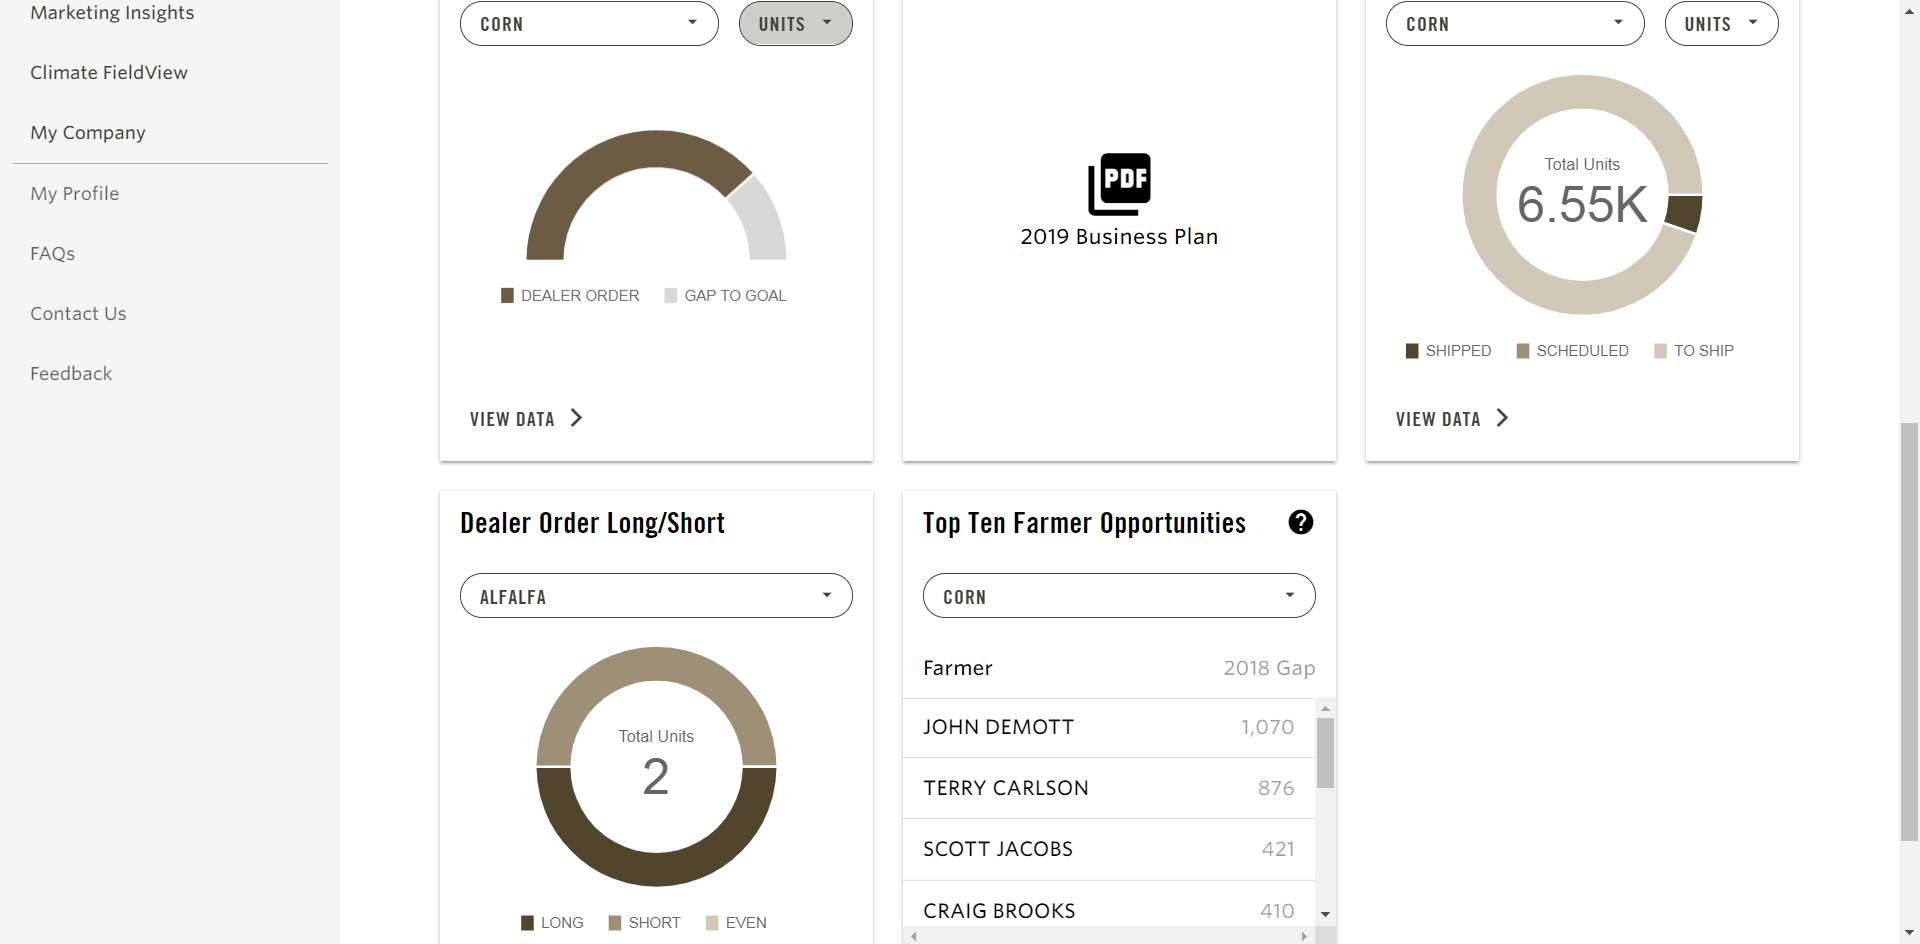 Marketing Insights
Climate FieldView
My Company
My Profile
FAQs
Contact Us
Feedback
CORN
UNITS
DEALER ORDER
GAP TO GOAL
VIEW DATA
PDF
2019 Business Plan
CORN
UNITS
Total Units
6.55K
SHIPPED
SCHEDULED
TO SHIP
VIEW DATA
Dealer Order Long/Short
ALFALFA
Total Units
2
LONG
SHORT
EVEN
Top Ten Farmer Opportunities
?
CORN
Farmer 2018 Gap
JOHN DEMOTT 1,070
TERRY CARLSON 876
SCOTT JACOBS 421
CRAIG BROOKS 410